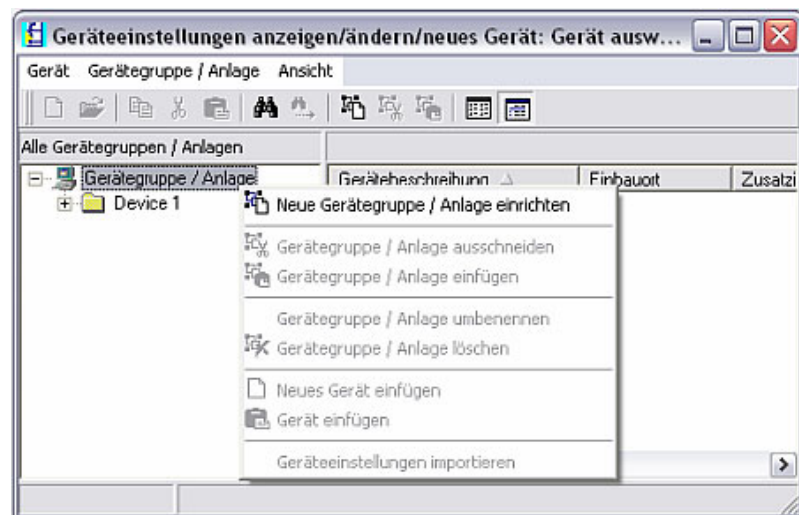 Geräteeinstellungen anzeigen/ändern/neues Gerät: Gerät ausw...
Gerät Gerätegruppe / Anlage Ansicht
Alle Gerätegruppen / Anlagen
Gerätegruppe / Anlage Gerätebeschreibung Einbauort Zusatzi
Device 1
Neue Gerätegruppe / Anlage einrichten
Gerätegruppe / Anlage ausschneiden
Gerätegruppe / Anlage einfügen
Gerätegruppe / Anlage umbenennen
Gerätegruppe / Anlage löschen
Neues Gerät einfügen
Gerät einfügen
Geräteeinstellungen importieren